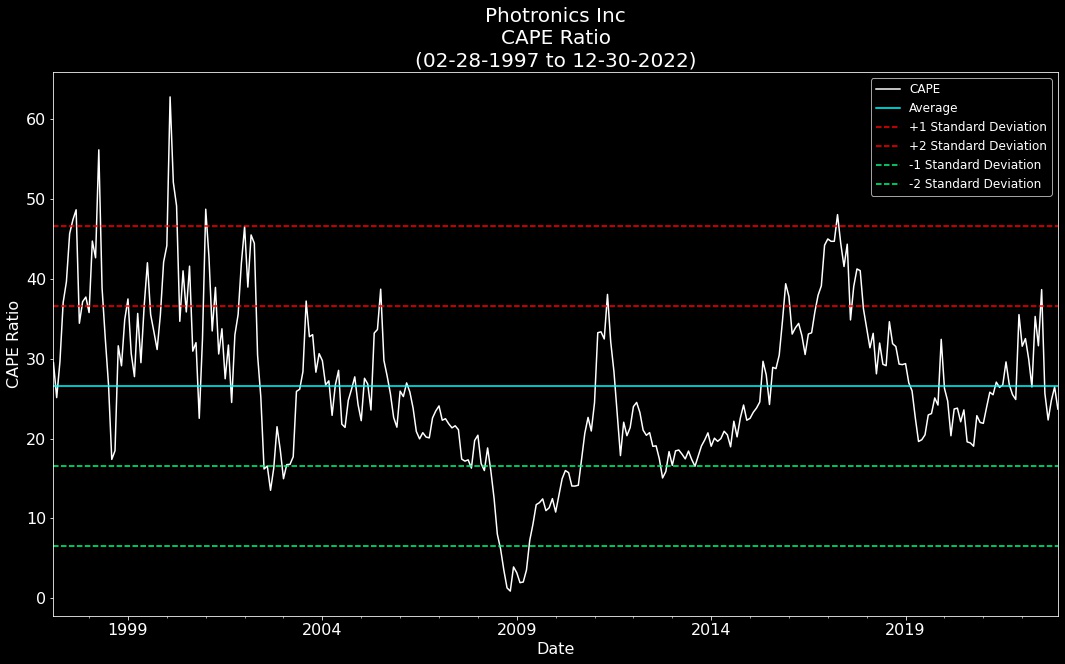 Photronics Inc
CAPE Ratio
(02-28-1997 to 12-30-2022)
CAPE
Average
+1 Standard Deviation
+2 Standard Deviation
-1 Standard Deviation
-2 Standard Deviation
60
50
40
30
20
10
0
CAPE Ratio
1999
2004
2009
2014
2019
Date